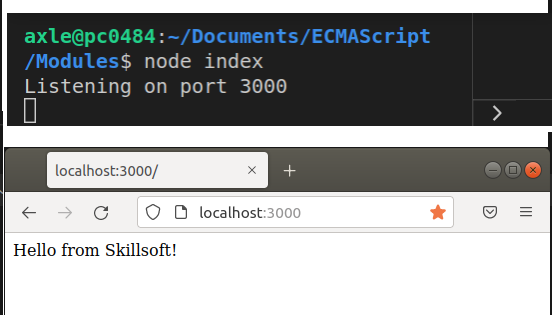 axle@pc0484:~/Documents/ECMAScript
/Modules$ node index
Listening on port 3000
localhost:3000/
localhost:3000
Hello from Skillsoft!